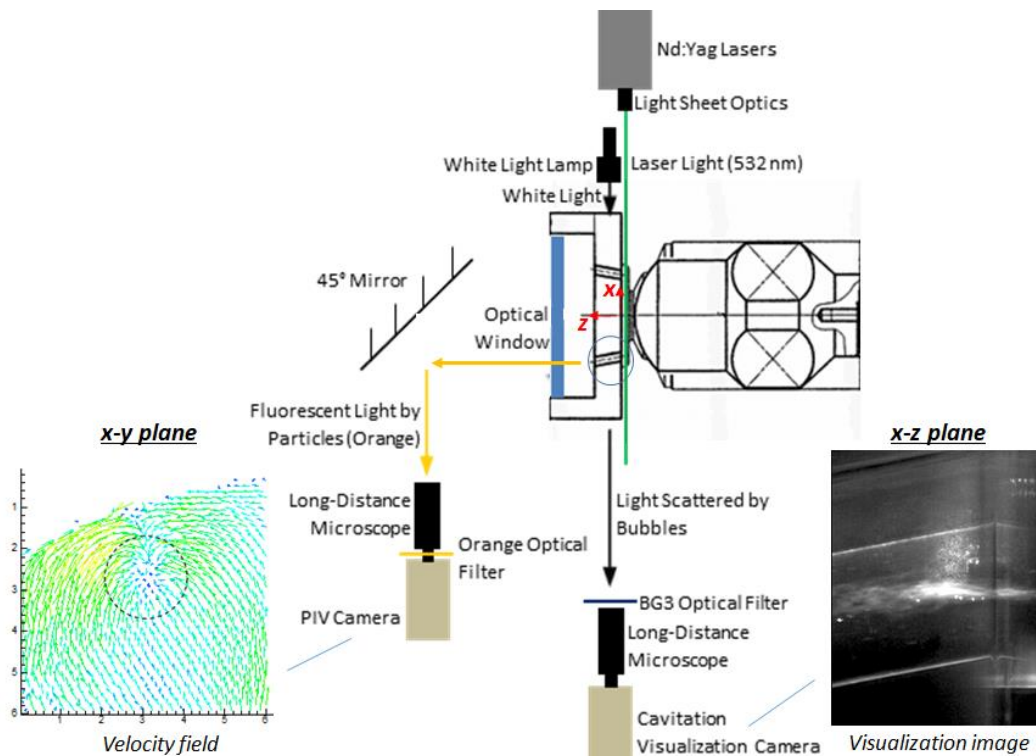 Nd:Yag Lasers
Light Sheet Optics
White Light Lamp
Laser Light (532 nm)
White Light
45º Mirror
X
Z
Optical
Window
Fluorescent Light by
Particles (Orange)
x-y plane
x-z plane
Long-Distance
Microscope
Light Scattered by
Bubbles
Orange Optical
Filter
PIV Camera
BG3 Optical Filter
Long-Distance
Microscope
Cavitation
Visualization Camera
1
2
3
4
5
6
1 2 3 4 5 6
Velocity field
Visualization image